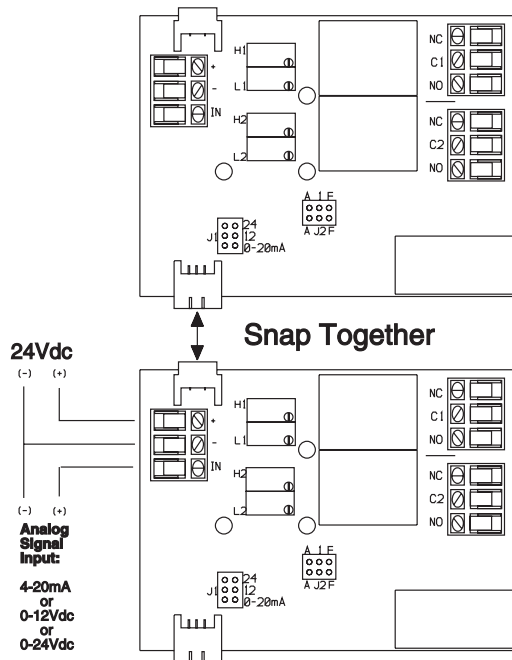 H1
L1
H2
L2
+
-
IN
NC
C1
NO
NC
C2
NO
A 1 F
A J2 F
24
J1 12
0-20mA
Snap Together
24Vdc
(-) (+)
H1
L1
H2
L2
+
-
IN
NC
C1
NO
NC
C2
NO
(-) (+)
Analog
Signal
Input:
4-20mA
or
0-12Vdc
or
0-24Vdc
A 1 F
A J2 F
24
J1 12
0-20mA